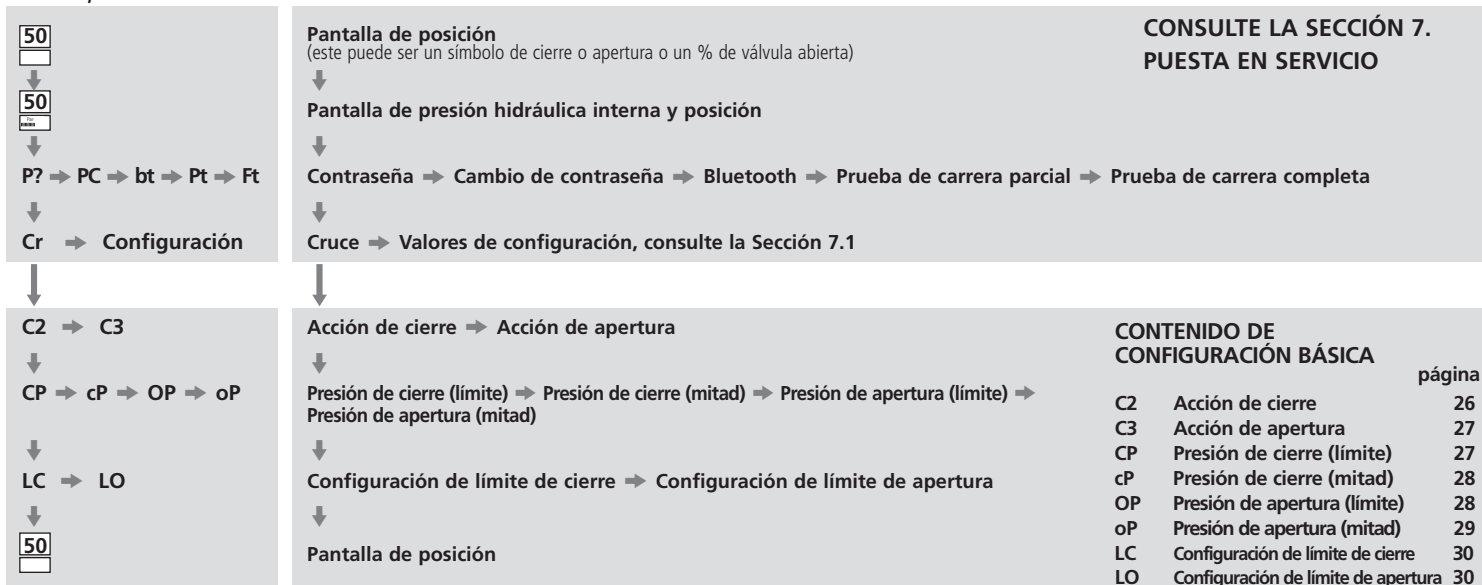 50
50
P? ➡ PC ➡ bt ➡ Pt ➡ Ft
Cr ➡ Configuración
C2 ➡ C3
CP ➡ cP ➡ OP ➡ oP
LC ➡ LO
50
Pantalla de posición
(este puede ser un símbolo de cierre o apertura o un % de válvula abierta)
Pantalla de presión hidráulica interna y posición
Contraseña ➡ Cambio de contraseña ➡ Bluetooth ➡ Prueba de carrera parcial ➡ Prueba de carrera completa
Cruce ➡ Valores de configuración, consulte la Sección 7.1
CONSULTE LA SECCIÓN 7.
PUESTA EN SERVICIO
Acción de cierre ➡ Acción de apertura
Presión de cierre (límite) ➡ Presión de cierre (mitad) ➡ Presión de apertura (límite) ➡
Presión de apertura (mitad)
Configuración de límite de cierre ➡ Configuración de límite de apertura
Pantalla de posición
CONTENIDO DE
CONFIGURACIÓN BÁSICA
página
C2 Acción de cierre 26
C3 Acción de apertura 27
CP Presión de cierre (límite) 27
cP Presión de cierre (mitad) 28
OP Presión de apertura (límite) 28
oP Presión de apertura (mitad) 29
LC Configuración de límite de cierre 30
LO Configuración de límite de apertura 30